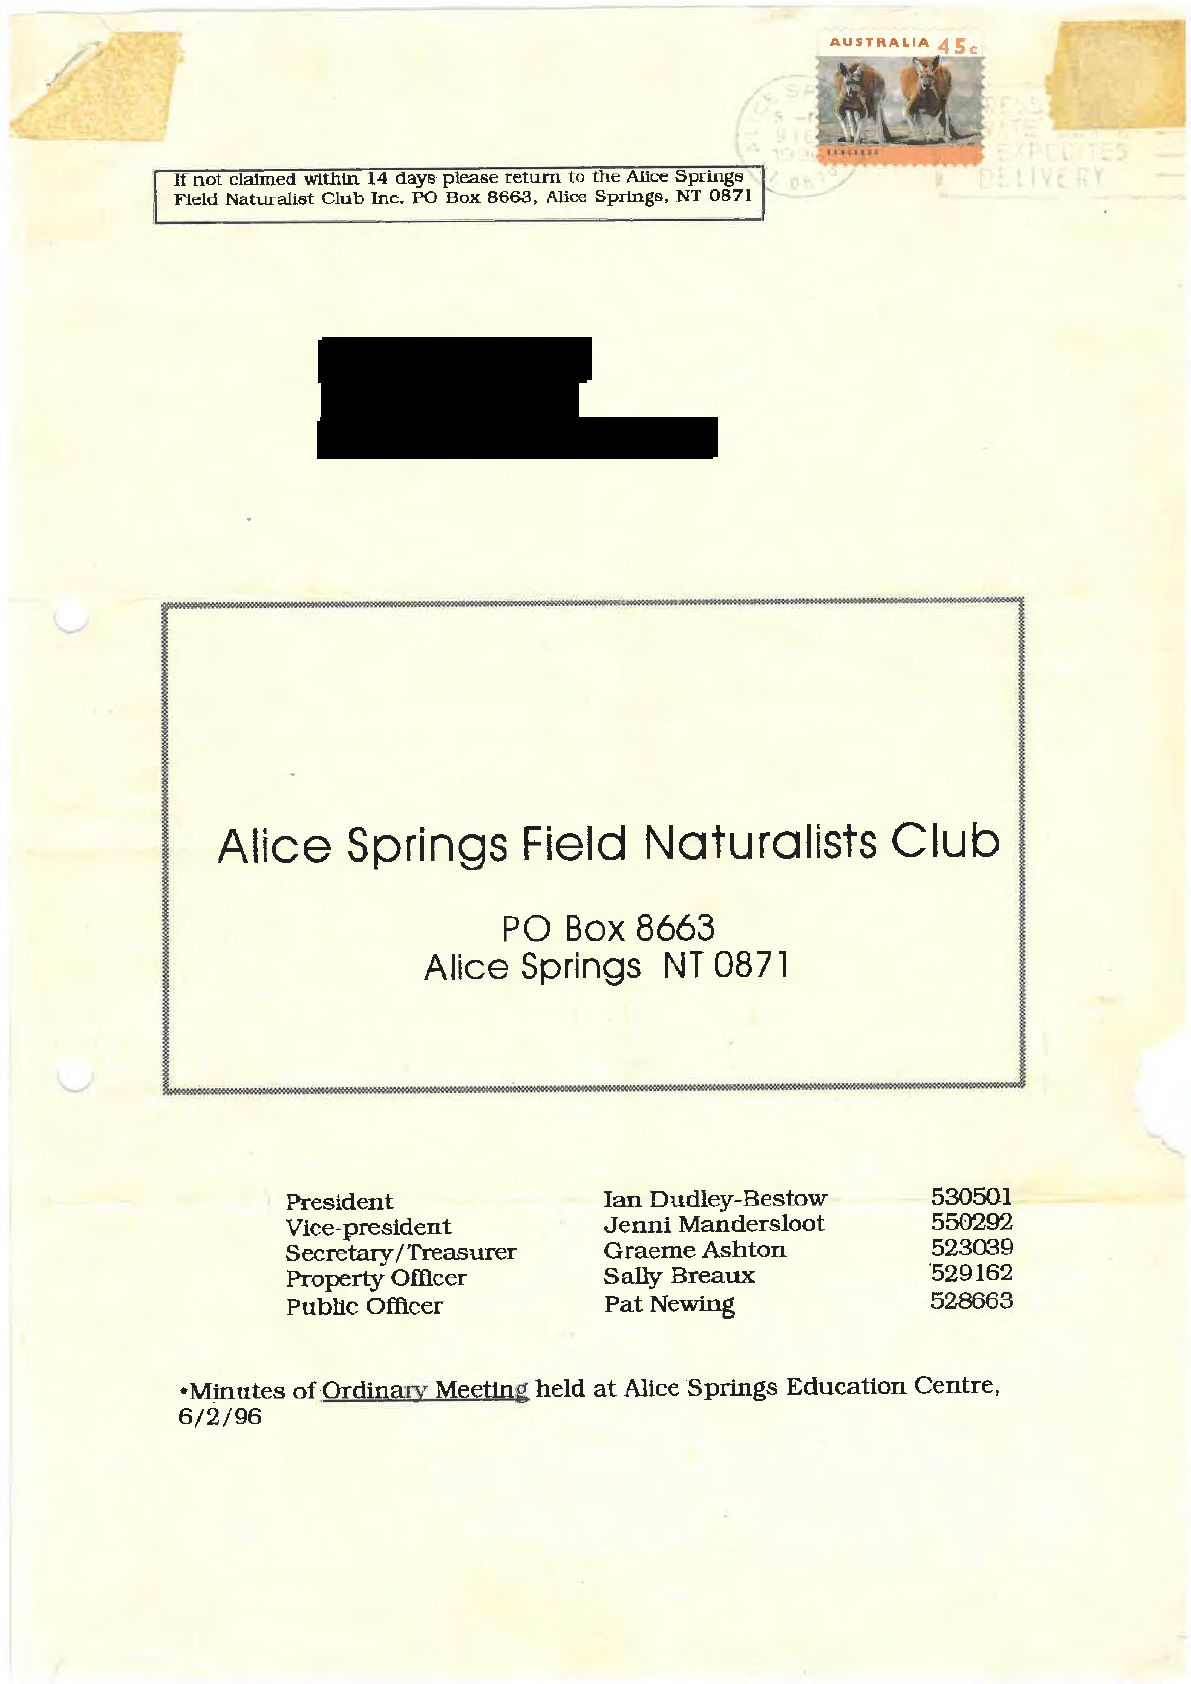 AUSTRALIA 45c
DELIVERY
If not claimed within 14 days please return to the Alice Springs
Field Naturalist Club Inc. PO Box 8663, Alice Springs, NT 0871
Alice Springs Field Naturalists Club
PO Box 8663
Alice Springs NT 0871
President Ian Dudley-Bestow 530501
Vice-president Jenni Mandersloot 550292
Secretary/Treasurer Graeme Ashton 523039
Property Officer Sally Breaux 529162
Public Officer Pat Newing 528663
•Minutes of Ordinary Meeting held at Alice Springs Education Centre,
6/2/96